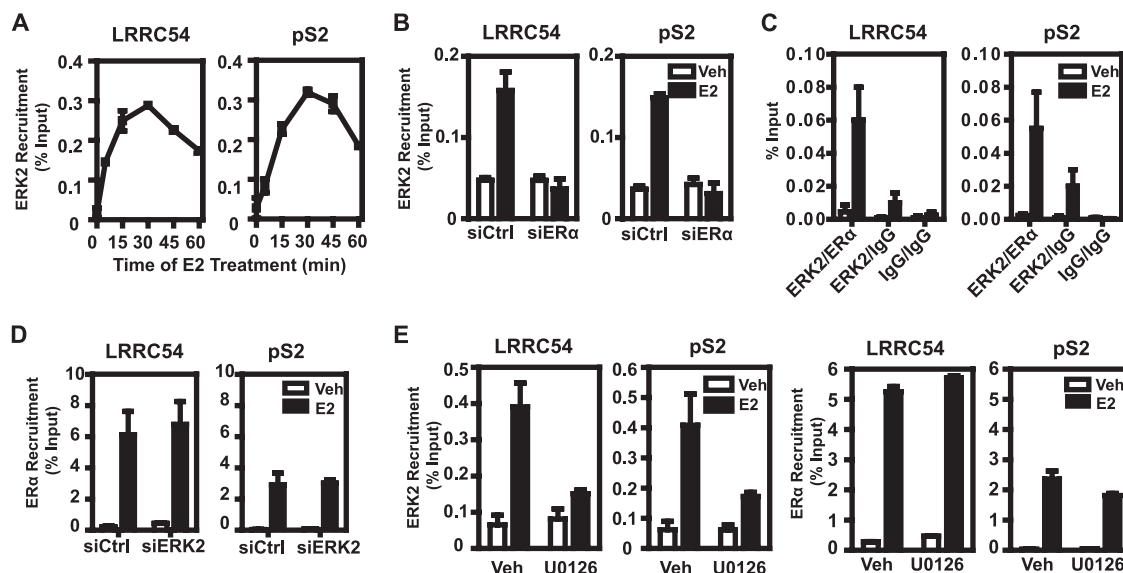 A
LRRC54
pS2
ERK2 Recruitment
(% Input)
0.4
0.3
0.2
0.1
0
0.4
0.3
0.2
0.1
0
0 15 30 45 60
0 15 30 45 60
Time of E2 Treatment (min)
B
LRRC54
pS2
ERK2 Recruitment
(% Input)
0.2
0.1
0
0.2
0.1
0
Veh
E2
siCtrl siERα
siCtrl siERα
C
LRRC54
pS2
% Input
0.10
0.08
0.06
0.04
0.02
0.00
0.10
0.08
0.06
0.04
0.02
0.00
ERK2/ERα
ERK2/IgG
IgG/IgG
ERK2/ERα
ERK2/IgG
IgG/IgG
D
LRRC54
pS2
ERα Recruitment
(% Input)
10
8
6
4
2
0
10
8
6
4
2
0
Veh
E2
siCtrl siERK2
siCtrl siERK2
E
LRRC54
pS2
ERK2 Recruitment
(% Input)
0.5
0.4
0.3
0.2
0.1
0
0.6
0.5
0.4
0.3
0.2
0.1
0
Veh
E2
Veh U0126
Veh U0126
LRRC54
pS2
ERα Recruitment
(% Input)
6
5
4
3
2
1
0
6
5
4
3
2
1
0
Veh
E2
Veh U0126
Veh U0126